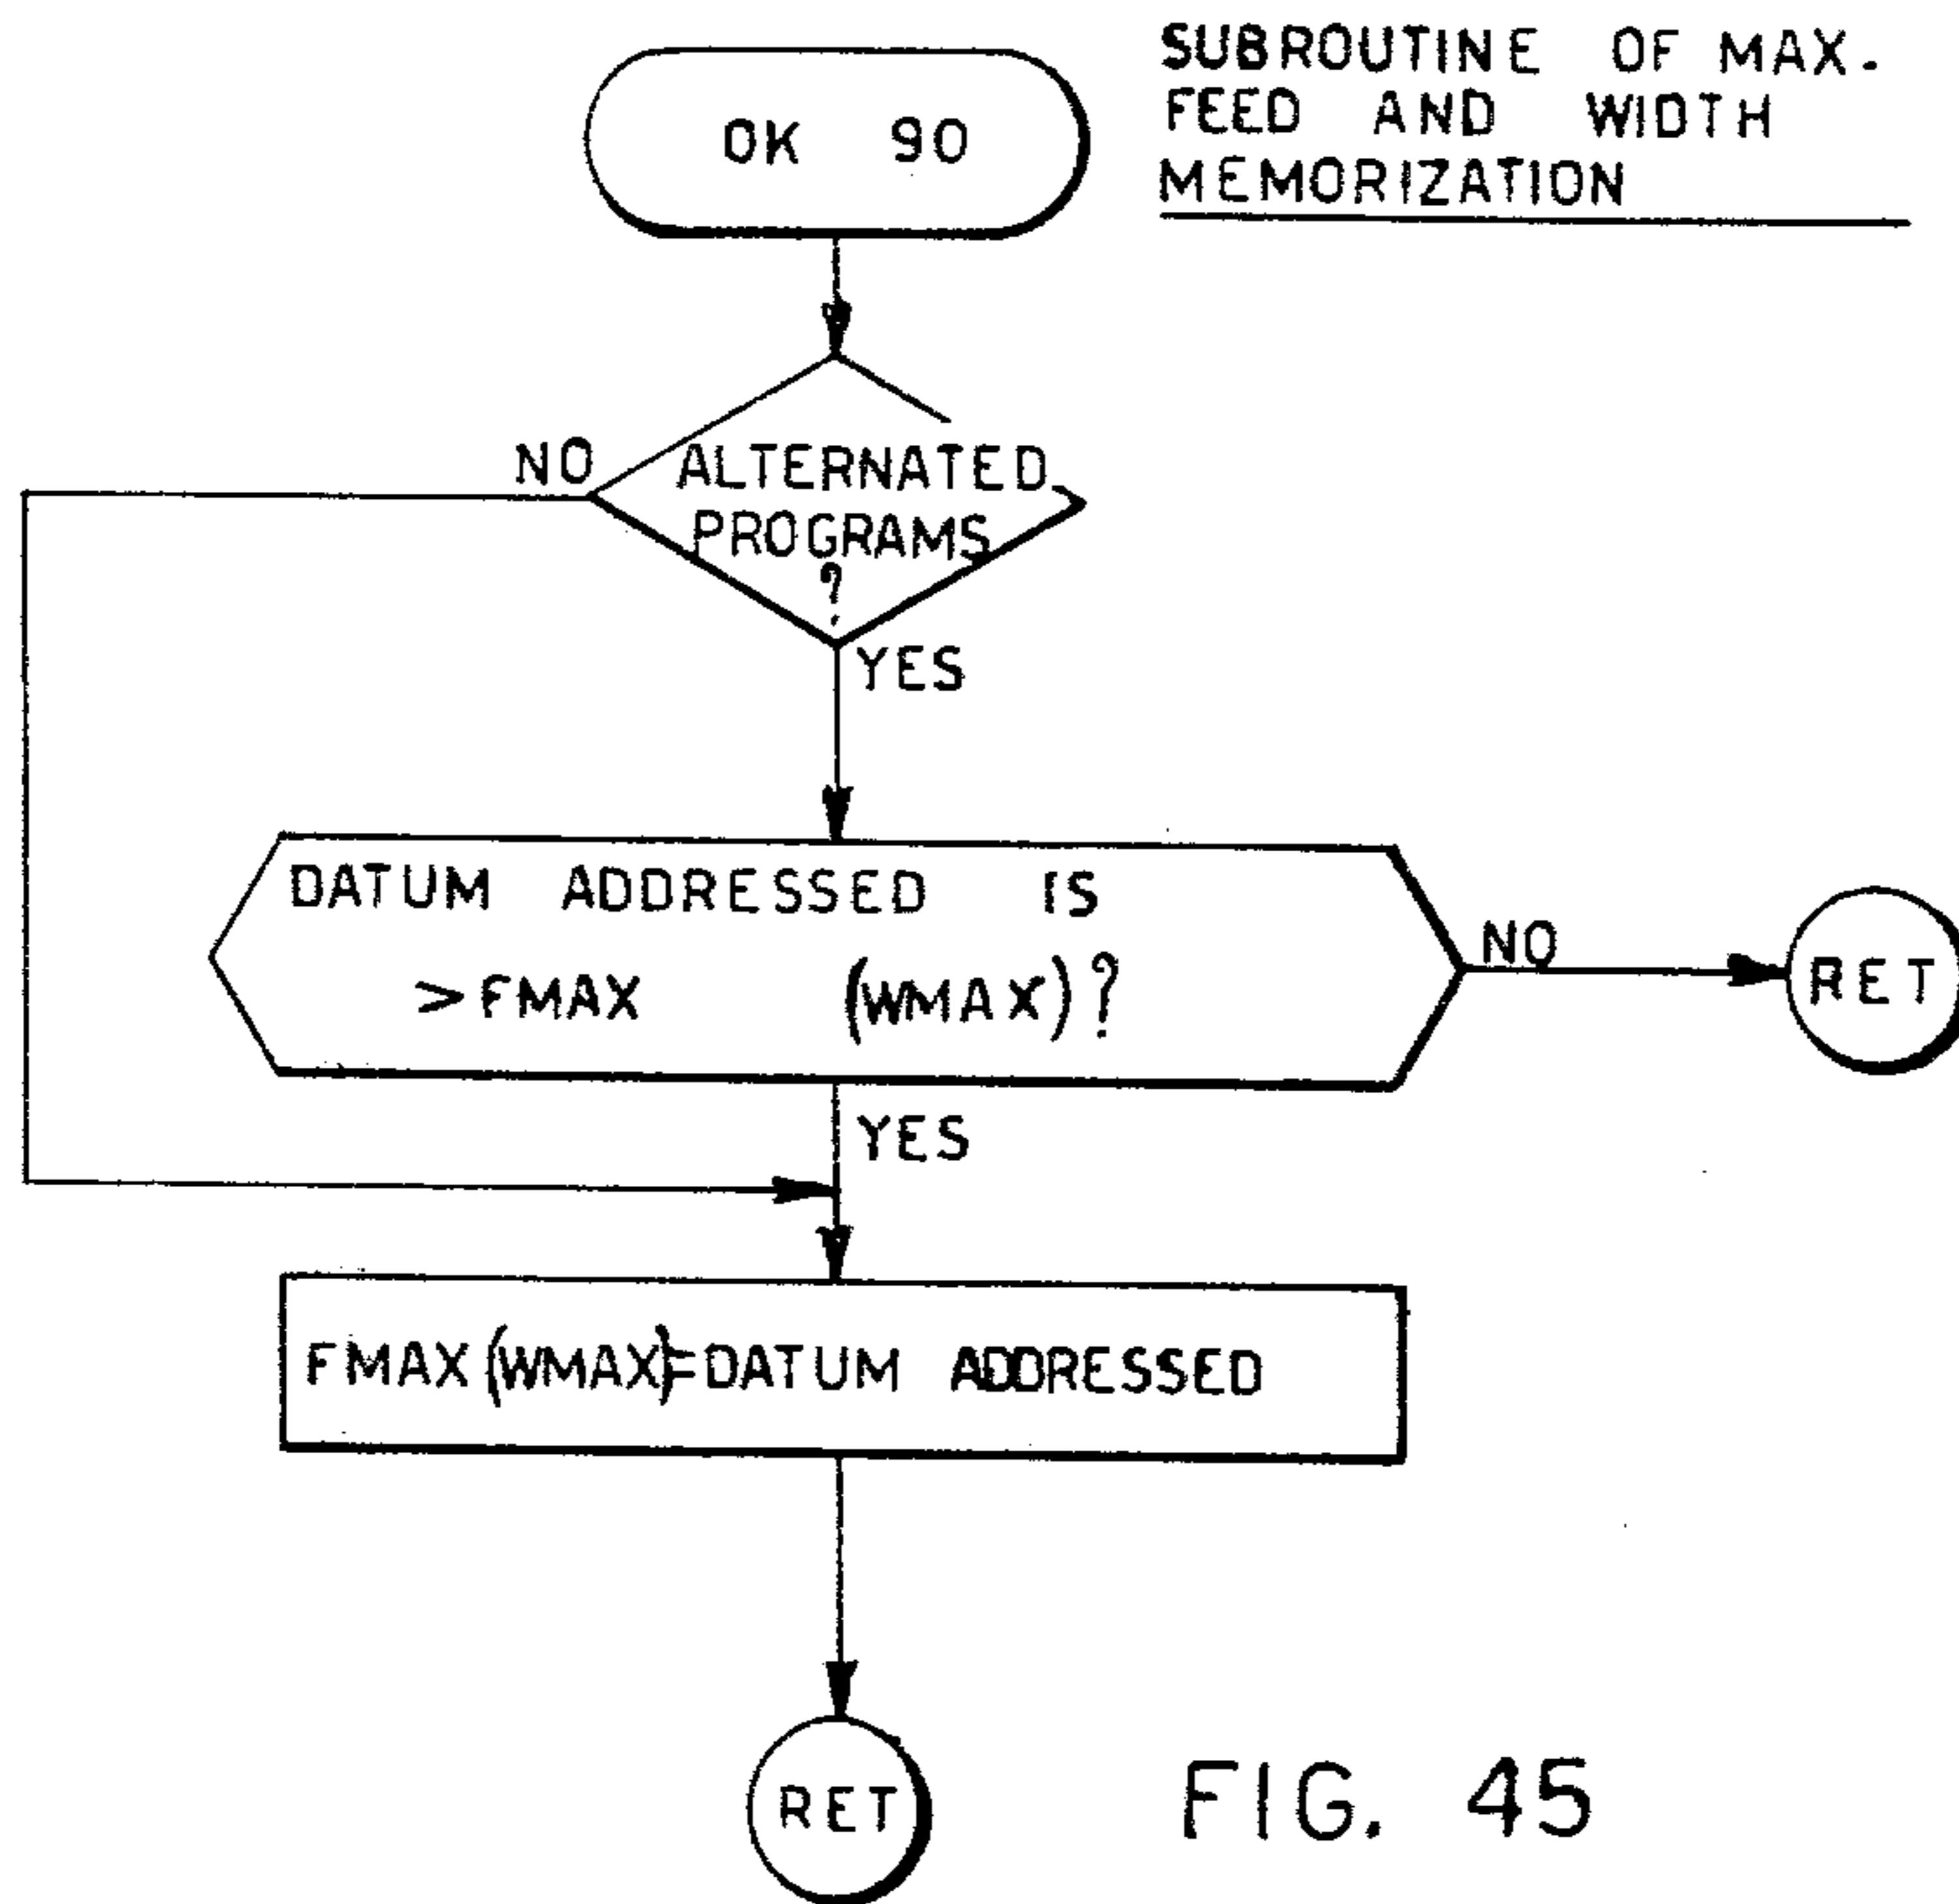 SUBROUTINE OF MAX.
FEED AND WIDTH
MEMORIZATION
OK 90
NO
ALTERNATED
PROGRAMS
?
YES
DATUM ADDRESSED IS
>FMAX (WMAX)?
NO
RET
YES
FMAX(WMAX)=DATUM ADDRESSED
RET
FIG. 45